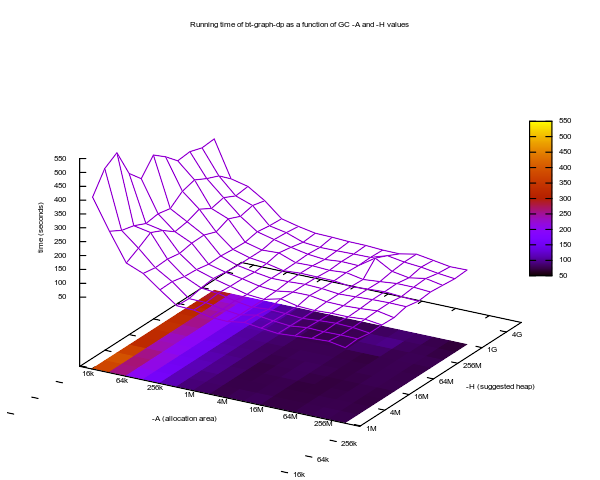 Running time of bt-graph-dp as a function of GC -A and -H values
550
500
450
400
350
300
250
200
150
100
50
time (seconds)
550
500
450
400
350
300
250
200
150
100
50
16k
64k
256k
1M
4M
16M
64M
256M
-A (allocation area)
4G
1G
256M
64M
16M
4M
1M
256k
64k
16k
-H (suggested heap)